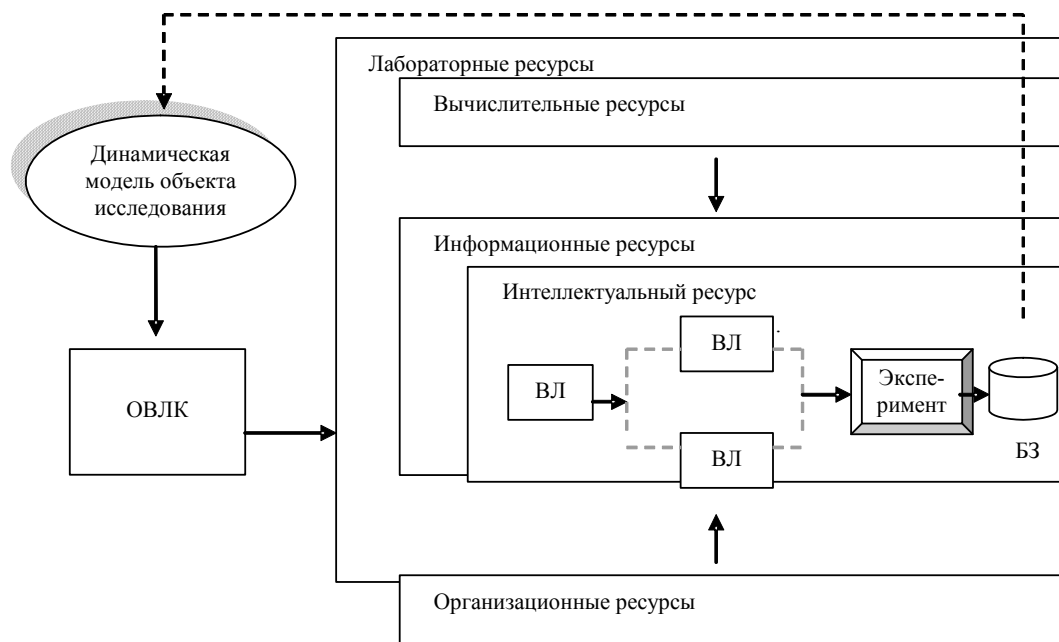 Лабораторные ресурсы
Вычислительные ресурсы
Динамическая
модель объекта
исследования
Информационные ресурсы
Интеллектуальный ресурс
ВЛ
ВЛ
ВЛ
Экспе-
римент
БЗ
ОВЛК
Организационные ресурсы